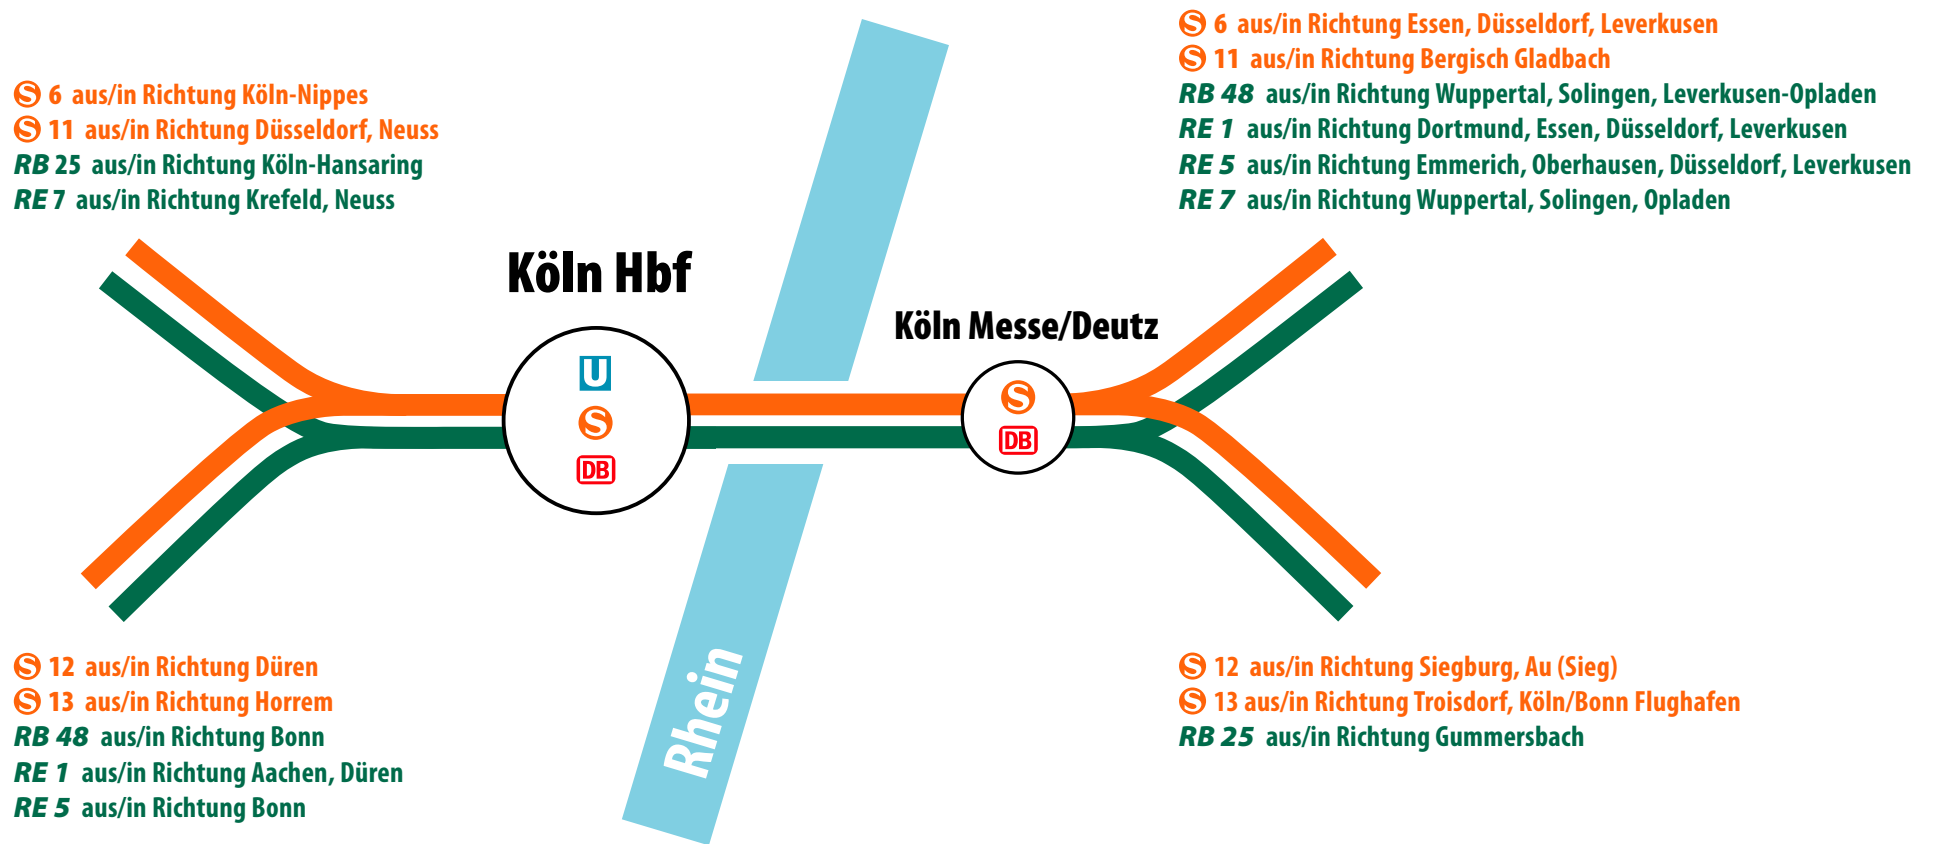 S 6 aus/in Richtung Köln-Nippes
S 11 aus/in Richtung Düsseldorf, Neuss
RB 25 aus/in Richtung Köln-Hansaring
RE 7 aus/in Richtung Krefeld, Neuss
S 6 aus/in Richtung Essen, Düsseldorf, Leverkusen
S 11 aus/in Richtung Bergisch Gladbach
RB 48 aus/in Richtung Wuppertal, Solingen, Leverkusen-Opladen
RE 1 aus/in Richtung Dortmund, Essen, Düsseldorf, Leverkusen
RE 5 aus/in Richtung Emmerich, Oberhausen, Düsseldorf, Leverkusen
RE 7 aus/in Richtung Wuppertal, Solingen, Opladen
Köln Hbf
U
S
DB
Köln Messe/Deutz
S
DB
Rhein
S 12 aus/in Richtung Düren
S 13 aus/in Richtung Horrem
RB 48 aus/in Richtung Bonn
RE 1 aus/in Richtung Aachen, Düren
RE 5 aus/in Richtung Bonn
S 12 aus/in Richtung Siegburg, Au (Sieg)
S 13 aus/in Richtung Troisdorf, Köln/Bonn Flughafen
RB 25 aus/in Richtung Gummersbach